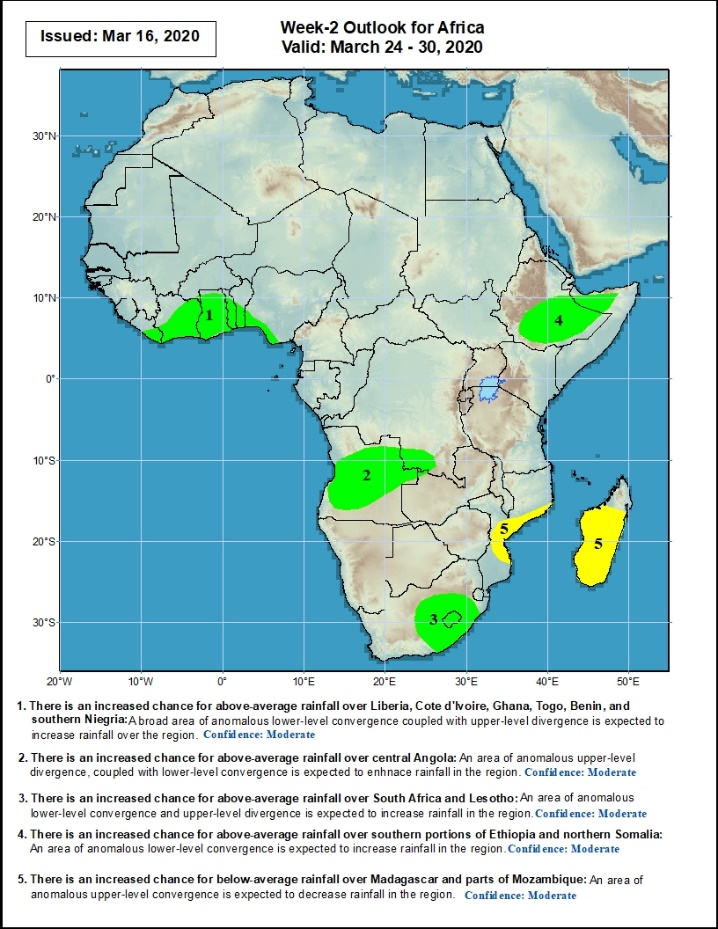 Issued: Mar 16, 2020
Week-2 Outlook for Africa
Valid: March 24 - 30, 2020
30°N
20°N
10°N
0°
10°S
20°S
30°S
1
4
2
5
5
3
20°W
10°W
0°
10°E
20°E
30°E
40°E
50°E
1. There is an increased chance for above-average rainfall over Liberia, Cote d'Ivoire, Ghana, Togo, Benin, and
southern Niegria: A broad area of anomalous lower-level convergence coupled with upper-level divergence is expected to
increase rainfall over the region. Confidence: Moderate
2. There is an increased chance for above-average rainfall over central Angola: An area of anomalous upper-level
divergence, coupled with lower-level convergence is expected to enhnace rainfall in the region. Confidence: Moderate
3. There is an increased chance for above-average rainfall over South Africa and Lesotho: An area of anomalous
lower-level convergence and upper-level divergence is expected to increase rainfall in the region. Confidence: Moderate
4. There is an increased chance for above-average rainfall over southern portions of Ethiopia and northern Somalia:
An area of anomalous lower-level convergence is expected to increase rainfall in the region. Confidence: Moderate
5. There is an increased chance for below-average rainfall over Madagascar and parts of Mozambique: An area of
anomalous upper-level convergence is expected to decrease rainfall in the region. Confidence: Moderate